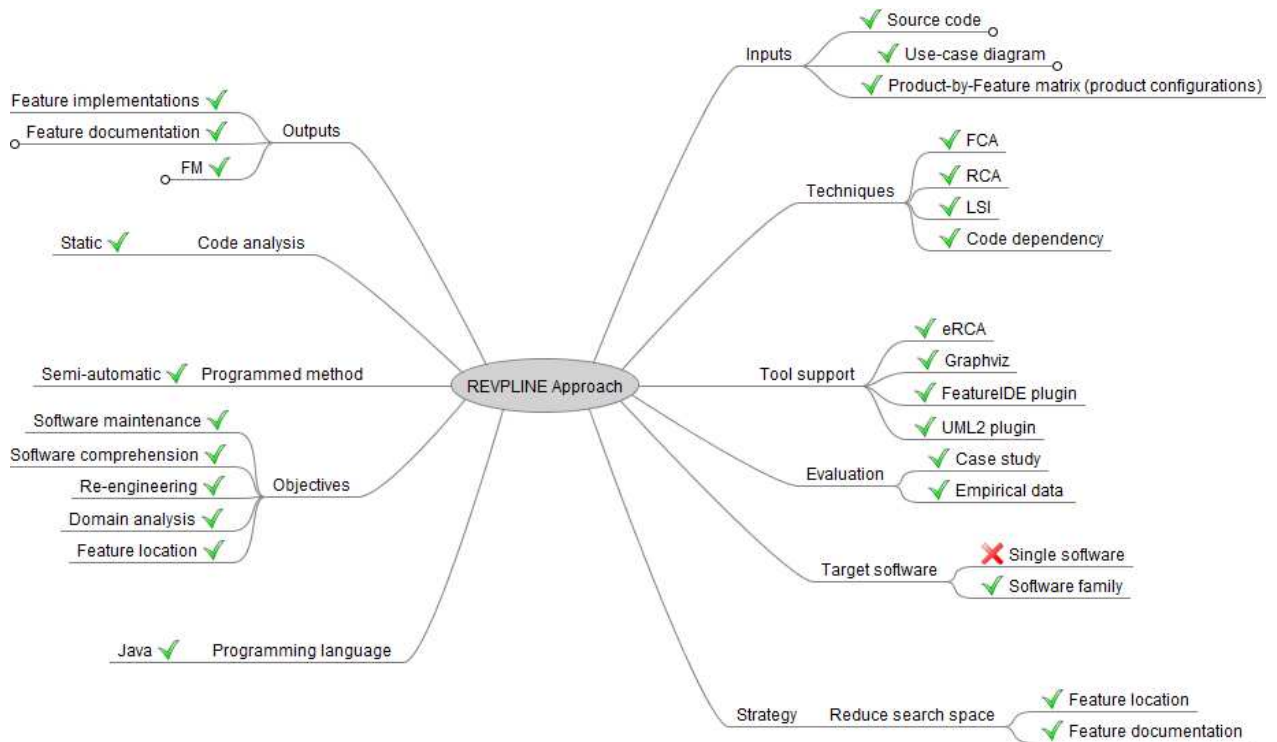 Source code
Inputs
Use-case diagram
Product-by-Feature matrix (product configurations)
Feature implementations
Feature documentation
Outputs
FM
FCA
RCA
Techniques
LSI
Code dependency
Static
Code analysis
eRCA
Graphviz
Tool support
FeatureIDE plugin
UML2 plugin
REVPLINE Approach
Semi-automatic
Programmed method
Software maintenance
Software comprehension
Objectives
Re-engineering
Domain analysis
Feature location
Case study
Evaluation
Empirical data
Single software
Target software
Software family
Java
Programming language
Strategy
Reduce search space
Feature location
Feature documentation